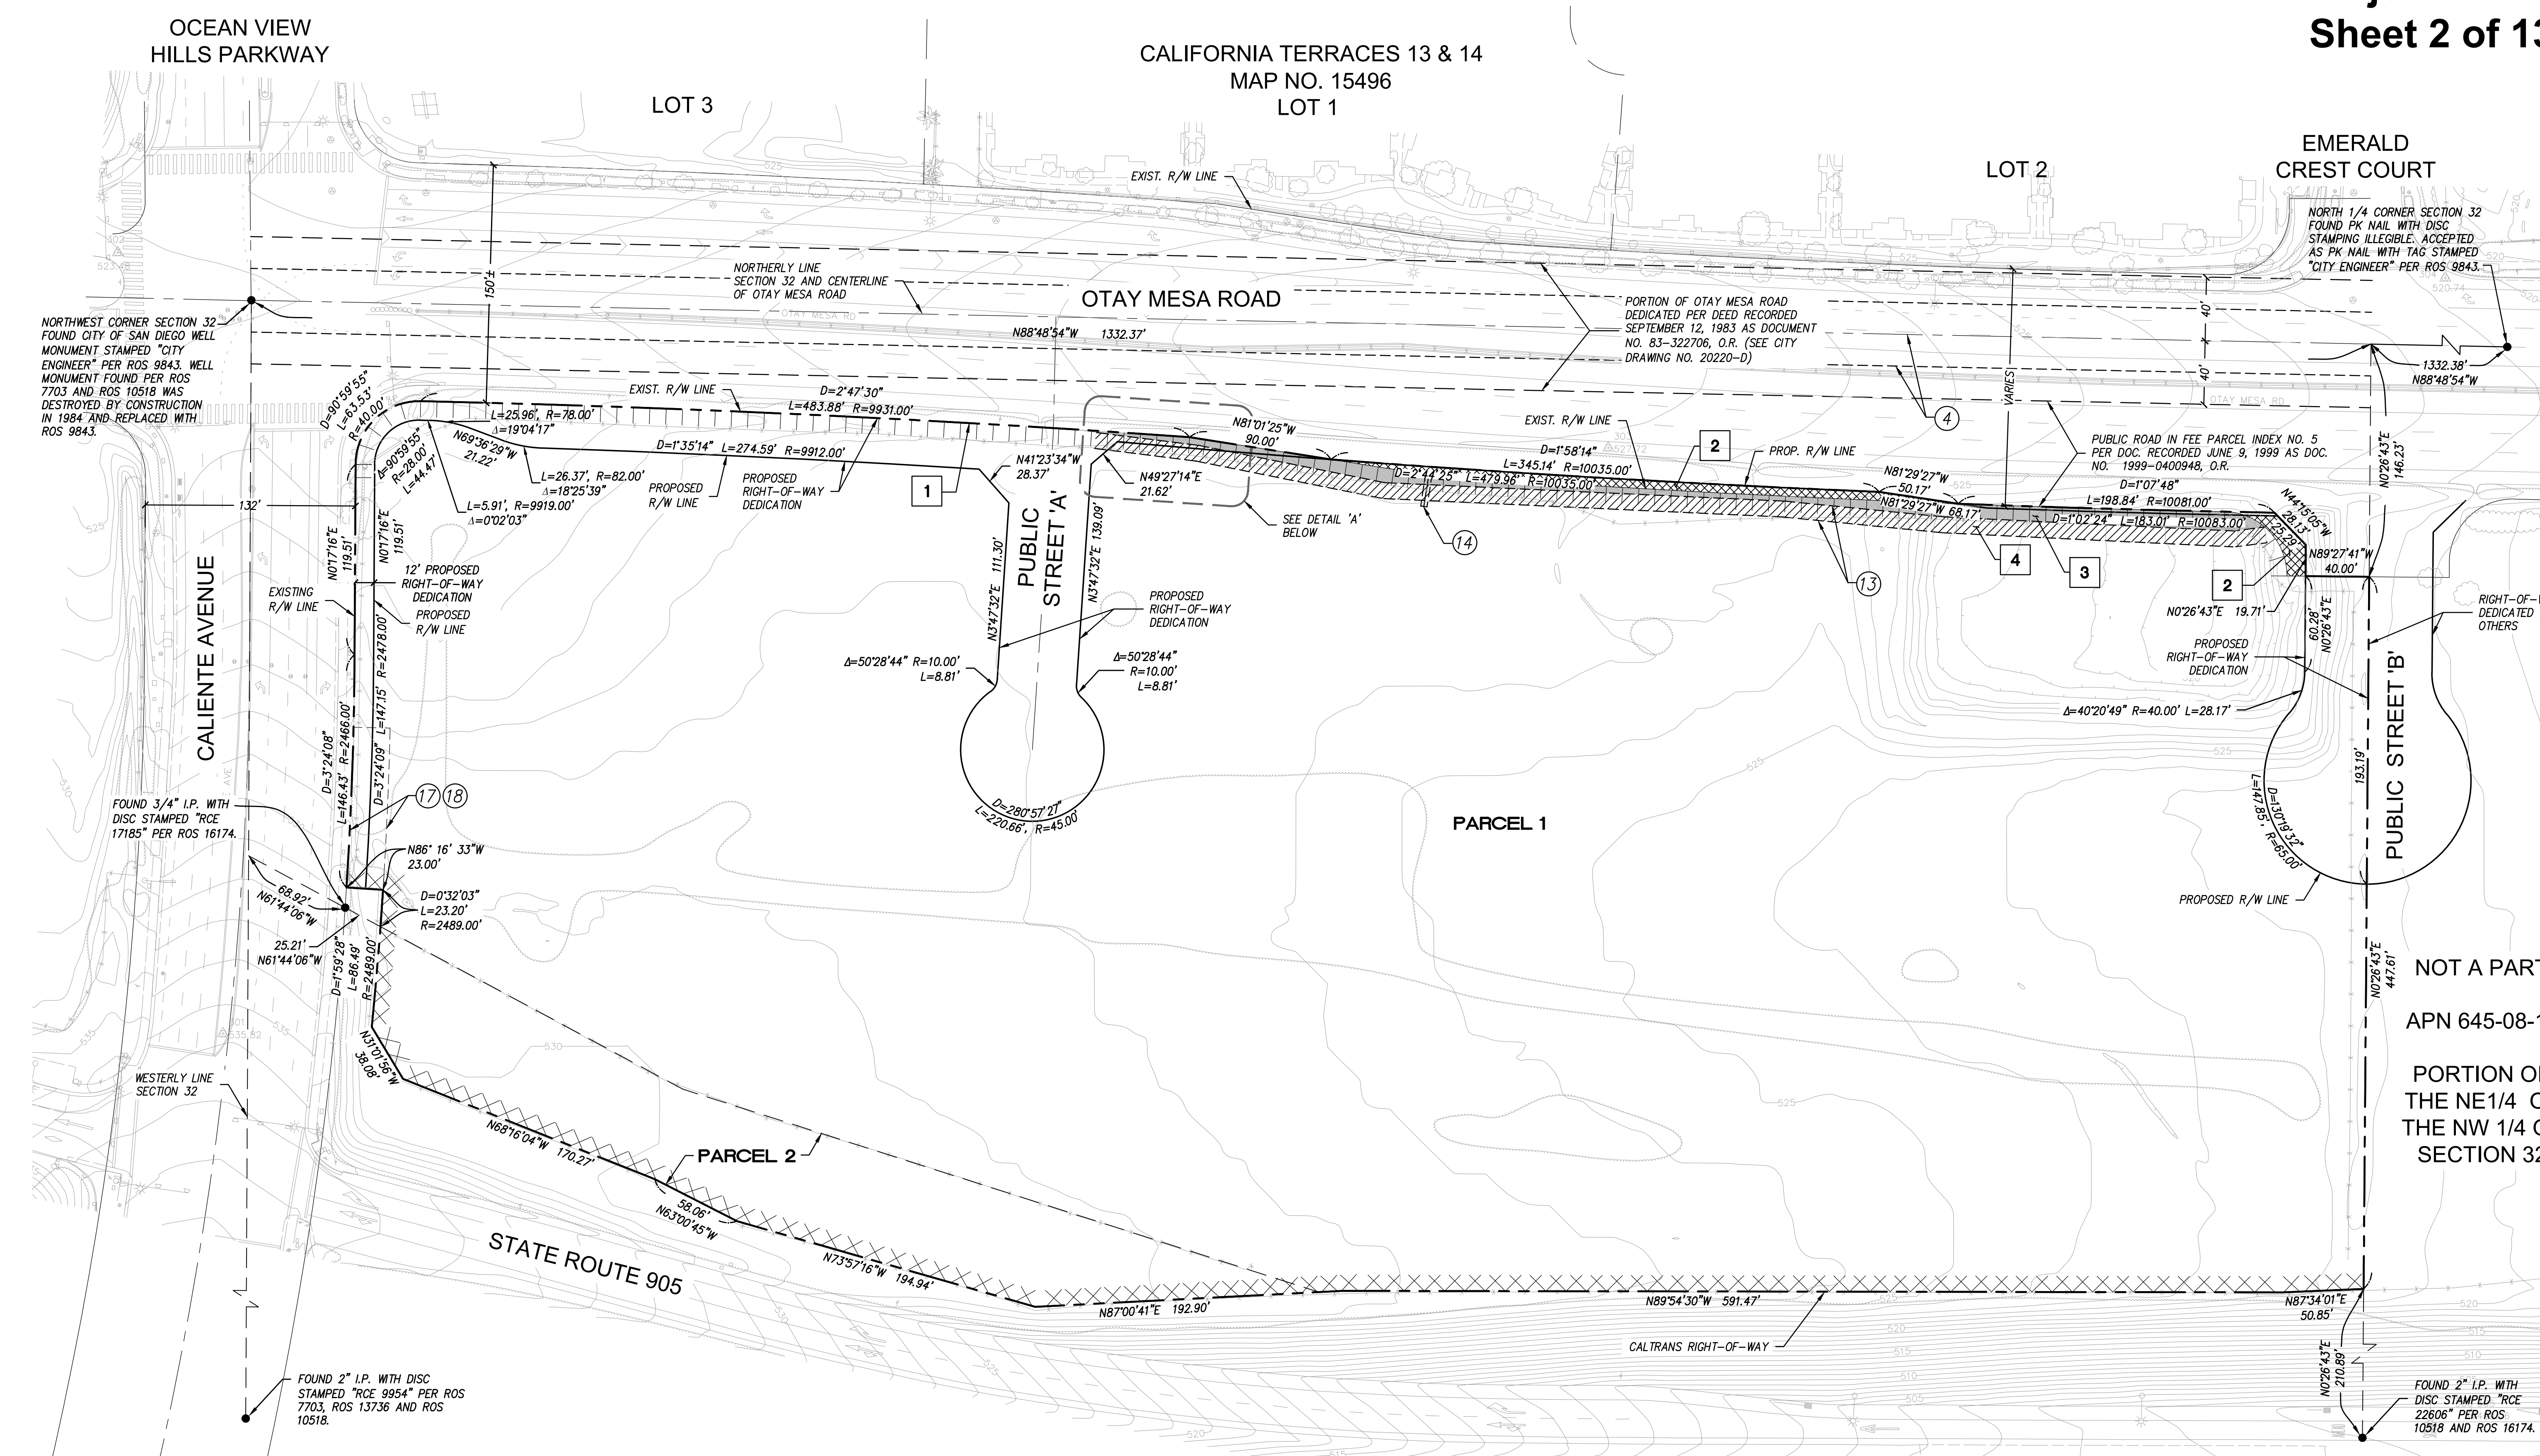 Sheet 2 of 13
OCEAN VIEW
HILLS PARKWAY
CALIFORNIA TERRACES 13 & 14
MAP NO. 15496
LOT 1
LOT 3
LOT 2
EMERALD
CREST COURT
EXIST. R/W LINE
NORTH 1/4 CORNER SECTION 32
FOUND PK NAIL WITH DISC
STAMPING ILLEGIBLE. ACCEPTED
AS PK NAIL WITH TAG STAMPED
"CITY ENGINEER" PER ROS 9843.
150'±
NORTHERLY LINE
SECTION 32 AND CENTERLINE
OF OTAY MESA ROAD
OTAY MESA ROAD
OTAY MESA RD
N88°48'54"W 1332.37'
PORTION OF OTAY MESA ROAD
DEDICATED PER DEED RECORDED
SEPTEMBER 12, 1983 AS DOCUMENT
NO. 83-322706, O.R. (SEE CITY
DRAWING NO. 20220-D)
VARIES
40'
40'
1332.38'
N88°48'54"W
NORTHWEST CORNER SECTION 32
FOUND CITY OF SAN DIEGO WELL
MONUMENT STAMPED "CITY
ENGINEER" PER ROS 9843. WELL
MONUMENT FOUND PER ROS
7703 AND ROS 10518 WAS
DESTROYED BY CONSTRUCTION
IN 1984 AND REPLACED WITH
ROS 9843.
D=90°59'55"
L=63.53'
R=40.00'
Δ=90°59'55"
R=28.00'
L=44.47'
EXIST. R/W LINE
D=2°47'30"
L=483.88' R=9931.00'
L=25.96', R=78.00'
Δ=19°04'17"
N69°36'29"W
21.22'
D=1°35'14" L=274.59' R=9912.00'
L=26.37', R=82.00'
Δ=18°25'39"
L=5.91', R=9919.00'
Δ=0°02'03"
PROPOSED
R/W LINE
PROPOSED
RIGHT-OF-WAY
DEDICATION
1
N41°23'34"W
28.37'
N49°27'14"E
21.62'
SEE DETAIL 'A'
BELOW
N81°01'25"W
90.00'
EXIST. R/W LINE
D=1°58'14"
L=345.14' R=10035.00'
D=2°44'25" L=479.96' R=10035.00'
2
PROP. R/W LINE
4
N81°29'27"W
50.17'
N81°29'27"W 68.17'
PUBLIC ROAD IN FEE PARCEL INDEX NO. 5
PER DOC. RECORDED JUNE 9, 1999 AS DOC.
NO. 1999-0400948, O.R.
OTAY MESA RD
D=1°07'48"
L=198.84' R=10081.00'
D=1°02'24" L=183.01' R=10083.00'
N44°15'05"W
28.13'
25.29'
N0°26'43"E
146.23'
N89°27'41"W
40.00'
14
13
4
3
2
N0°26'43"E 19.71'
60.28'
N0°26'43"E
DEDICATED
OTHERS
PROPOSED
RIGHT-OF-WAY
DEDICATION
Δ=40°20'49" R=40.00' L=28.17'
D=130°19'32"
L=147.85', R=65.00'
193.19'
PUBLIC STREET 'B'
PROPOSED R/W LINE
132'
CALIENTE AVENUE
N0°17'16"E
119.51'
N0°17'16"E
119.51'
12' PROPOSED
RIGHT-OF-WAY
DEDICATION
EXISTING
R/W LINE
PROPOSED
R/W LINE
D=3°24'08"
L=146.43' R=2466.00'
D=3°24'09" L=147.15' R=2478.00'
17 18
PUBLIC
STREET 'A'
N3°47'32"E 111.30'
N3°47'32"E 139.09'
PROPOSED
RIGHT-OF-WAY
DEDICATION
Δ=50°28'44" R=10.00'
L=8.81'
Δ=50°28'44"
R=10.00'
L=8.81'
D=280°57'27"
L=220.66', R=45.00'
PARCEL 1
FOUND 3/4" I.P. WITH
DISC STAMPED "RCE
17185" PER ROS 16174.
N86° 16' 33"W
23.00'
D=0°32'03"
L=23.20'
R=2489.00'
68.92'
N61°44'06"W
25.21'
N61°44'06"W
D=1°59'28"
L=86.49'
R=2489.00'
N31°01'56"W
38.08'
WESTERLY LINE
SECTION 32
N68°16'04"W 170.27'
PARCEL 2
58.06'
N63°00'45"W
STATE ROUTE 905
N73°57'16"W 194.94'
N87°00'41"E 192.90'
N89°54'30"W 591.47'
CALTRANS RIGHT-OF-WAY
N87°34'01"E
50.85'
N0°26'43"E
447.61'
N0°26'43"E
210.89'
NOT A PART
APN 645-08-1
PORTION OF
THE NE1/4
THE NW 1/4
SECTION 32
FOUND 2" I.P. WITH DISC
STAMPED "RCE 9954" PER ROS
7703, ROS 13736 AND ROS
10518.
FOUND 2" I.P. WITH
DISC STAMPED "RCE
22606" PER ROS
10518 AND ROS 16174.